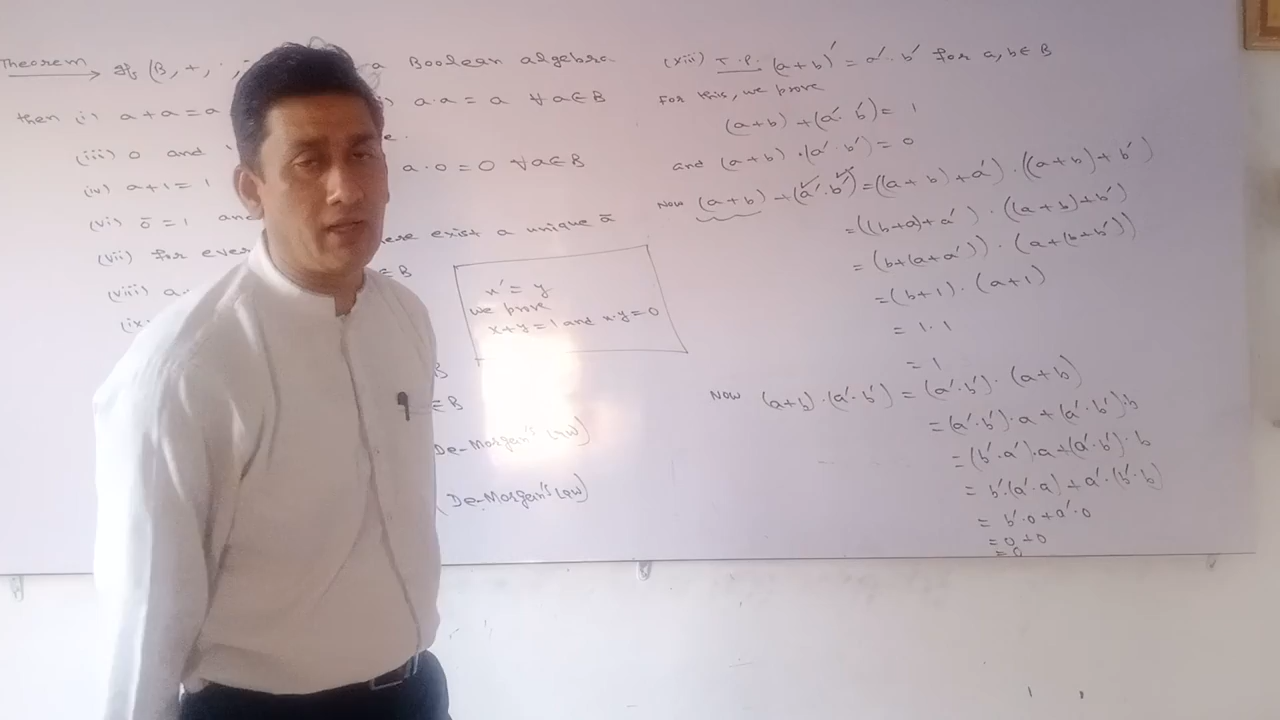 Theorem → If (B, +, ·, a Boolean algebra
then (i) a + a = a a · a = a ∀ a ∈ B
(iii) 0 and
(iv) a + 1 = 1 a · 0 = 0 ∀ a ∈ B
(vi) 0̄ = 1 and
(vii) for ever ere exist a unique ā
(viii) a. ∈ B
(ix
B
∈ B
De-Morgan's law)
(De-Morgan's law)
x' = y
we prove
x + y = 1 and x · y = 0
(xiii) T.P. (a + b)' = a' · b' for a, b ∈ B
For this, we prove
(a + b) + (a' · b') = 1
and (a + b) · (a' · b') = 0
Now (a + b) + (a' · b') = ((a + b) + a') · ((a + b) + b')
= ((b + a) + a') · ((a + b) + b')
= (b + (a + a')) · (a + (b + b'))
= (b + 1) · (a + 1)
= 1 · 1
= 1
Now (a + b) · (a' · b') = (a' · b') · (a + b)
= (a' · b') · a + (a' · b') · b
= (b' · a') · a + (a' · b') · b
= b' · (a' · a) + a' · (b' · b)
= b' · 0 + a' · 0
= 0 + 0
= 0